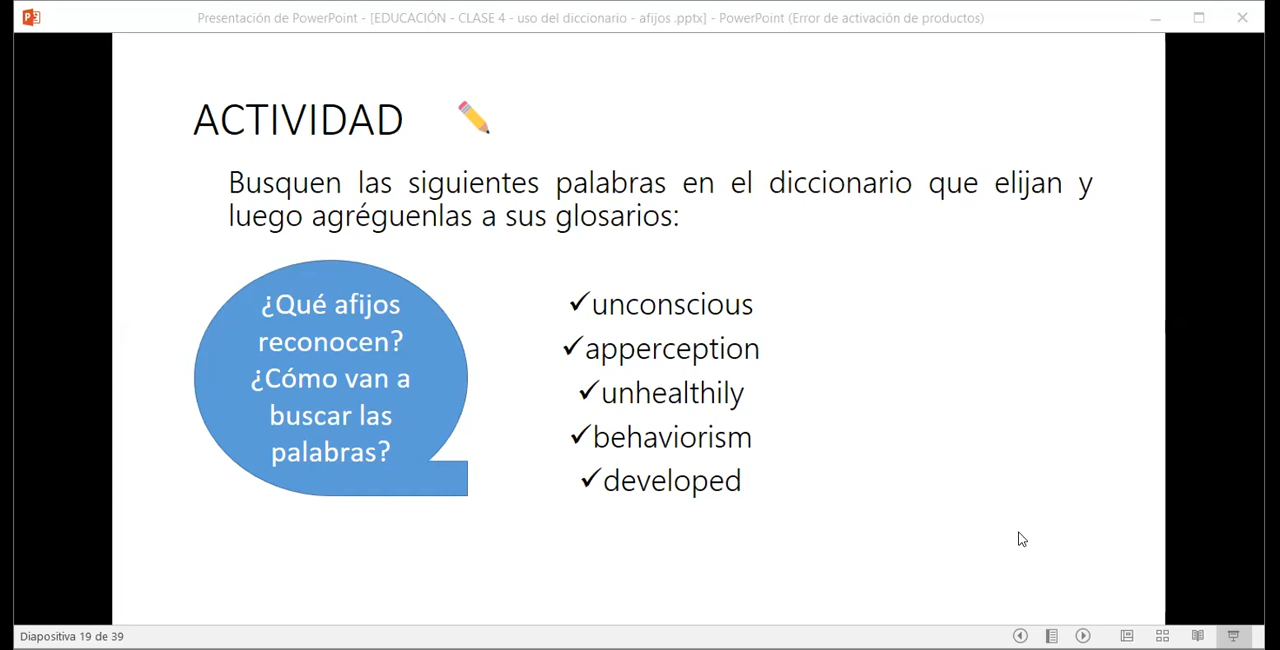 Presentación de PowerPoint - [EDUCACIÓN - CLASE 4 - uso del diccionario - afijos .pptx] - PowerPoint (Error de activación de productos)
ACTIVIDAD
Busquen las siguientes palabras en el diccionario que elijan y
luego agréguenlas a sus glosarios:
¿Qué afijos
reconocen?
¿Cómo van a
buscar las
palabras?
✓unconscious
✓apperception
✓unhealthily
✓behaviorism
✓developed
Diapositiva 19 de 39